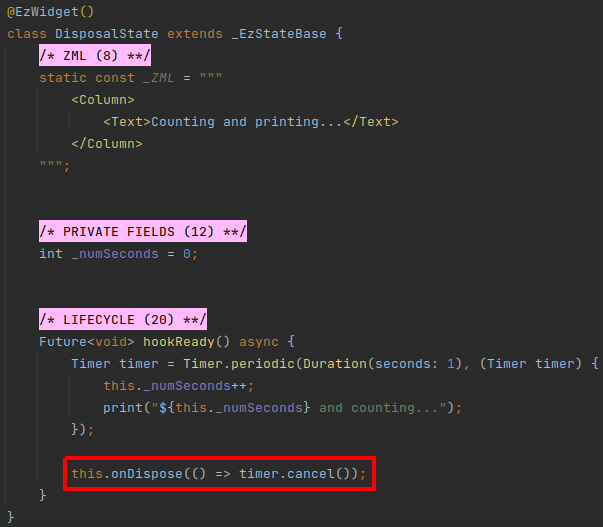 @EzWidget()
class DisposalState extends _EzStateBase {
/* ZML (8) **/
static const _ZML = """
<Column>
<Text>Counting and printing...</Text>
</Column>
""";
/* PRIVATE FIELDS (12) **/
int _numSeconds = 0;
/* LIFECYCLE (20) **/
Future<void> hookReady() async {
Timer timer = Timer.periodic(Duration(seconds: 1), (Timer timer) {
this._numSeconds++;
print("${this._numSeconds} and counting...");
});
this.onDispose(() => timer.cancel());
}
}